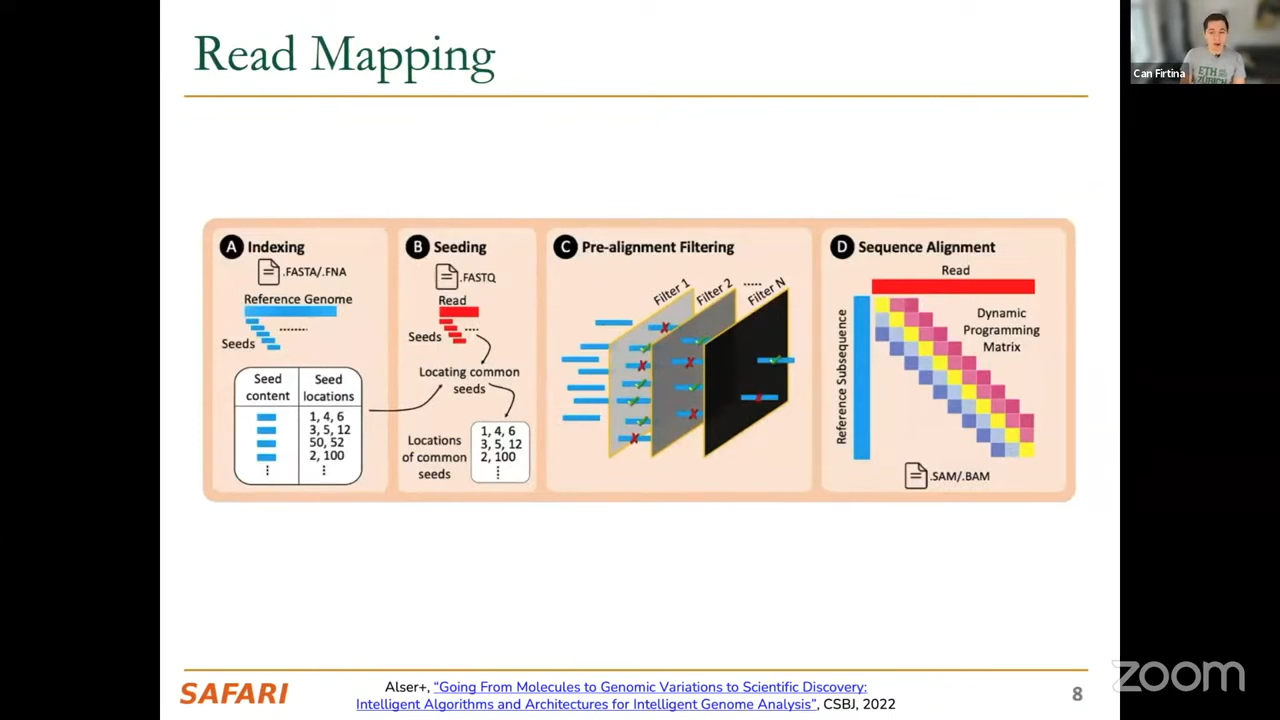 Read Mapping
Can Firtina
ETH
ZÜRICH
A Indexing
.FASTA/.FNA
Reference Genome
Seeds
Seed content
Seed locations
1, 4, 6
3, 5, 12
50, 52
2, 100
B Seeding
.FASTQ
Read
Seeds
Locating common
seeds
Locations
of common
seeds
1, 4, 6
3, 5, 12
2, 100
C Pre-alignment Filtering
Filter 1
Filter 2
Filter N
D Sequence Alignment
Read
Reference Subsequence
Dynamic
Programming
Matrix
.SAM/.BAM
SAFARI
Alser+, “Going From Molecules to Genomic Variations to Scientific Discovery:
Intelligent Algorithms and Architectures for Intelligent Genome Analysis”, CSBJ, 2022
8
zoom